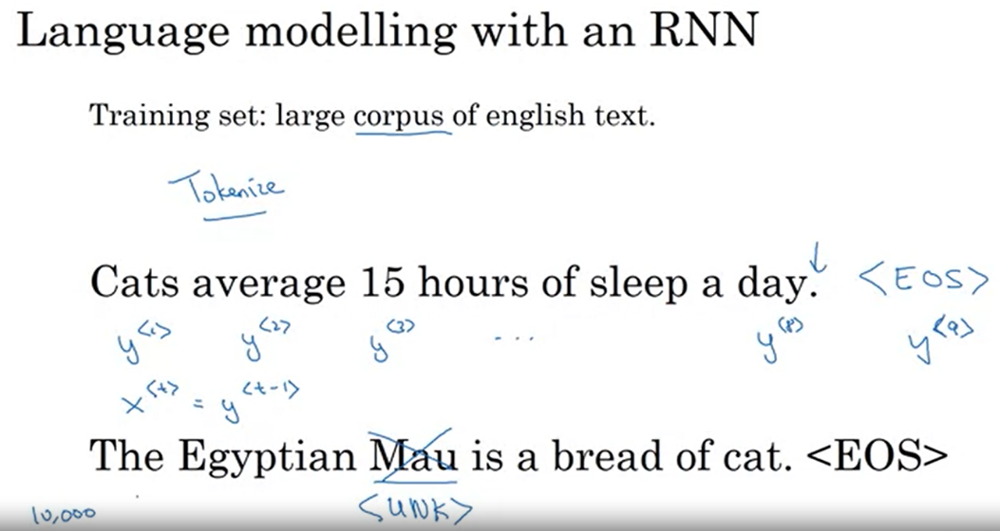 Language modelling with an RNN
Training set: large corpus of english text.
Tokenize
Cats average 15 hours of sleep a day. ↓ <EOS>
y<1> y<2> y<3> ... y<8> y<9>
x<t> = y<t-1>
The Egyptian Mau is a bread of cat. <EOS>
10,000 <UNK>